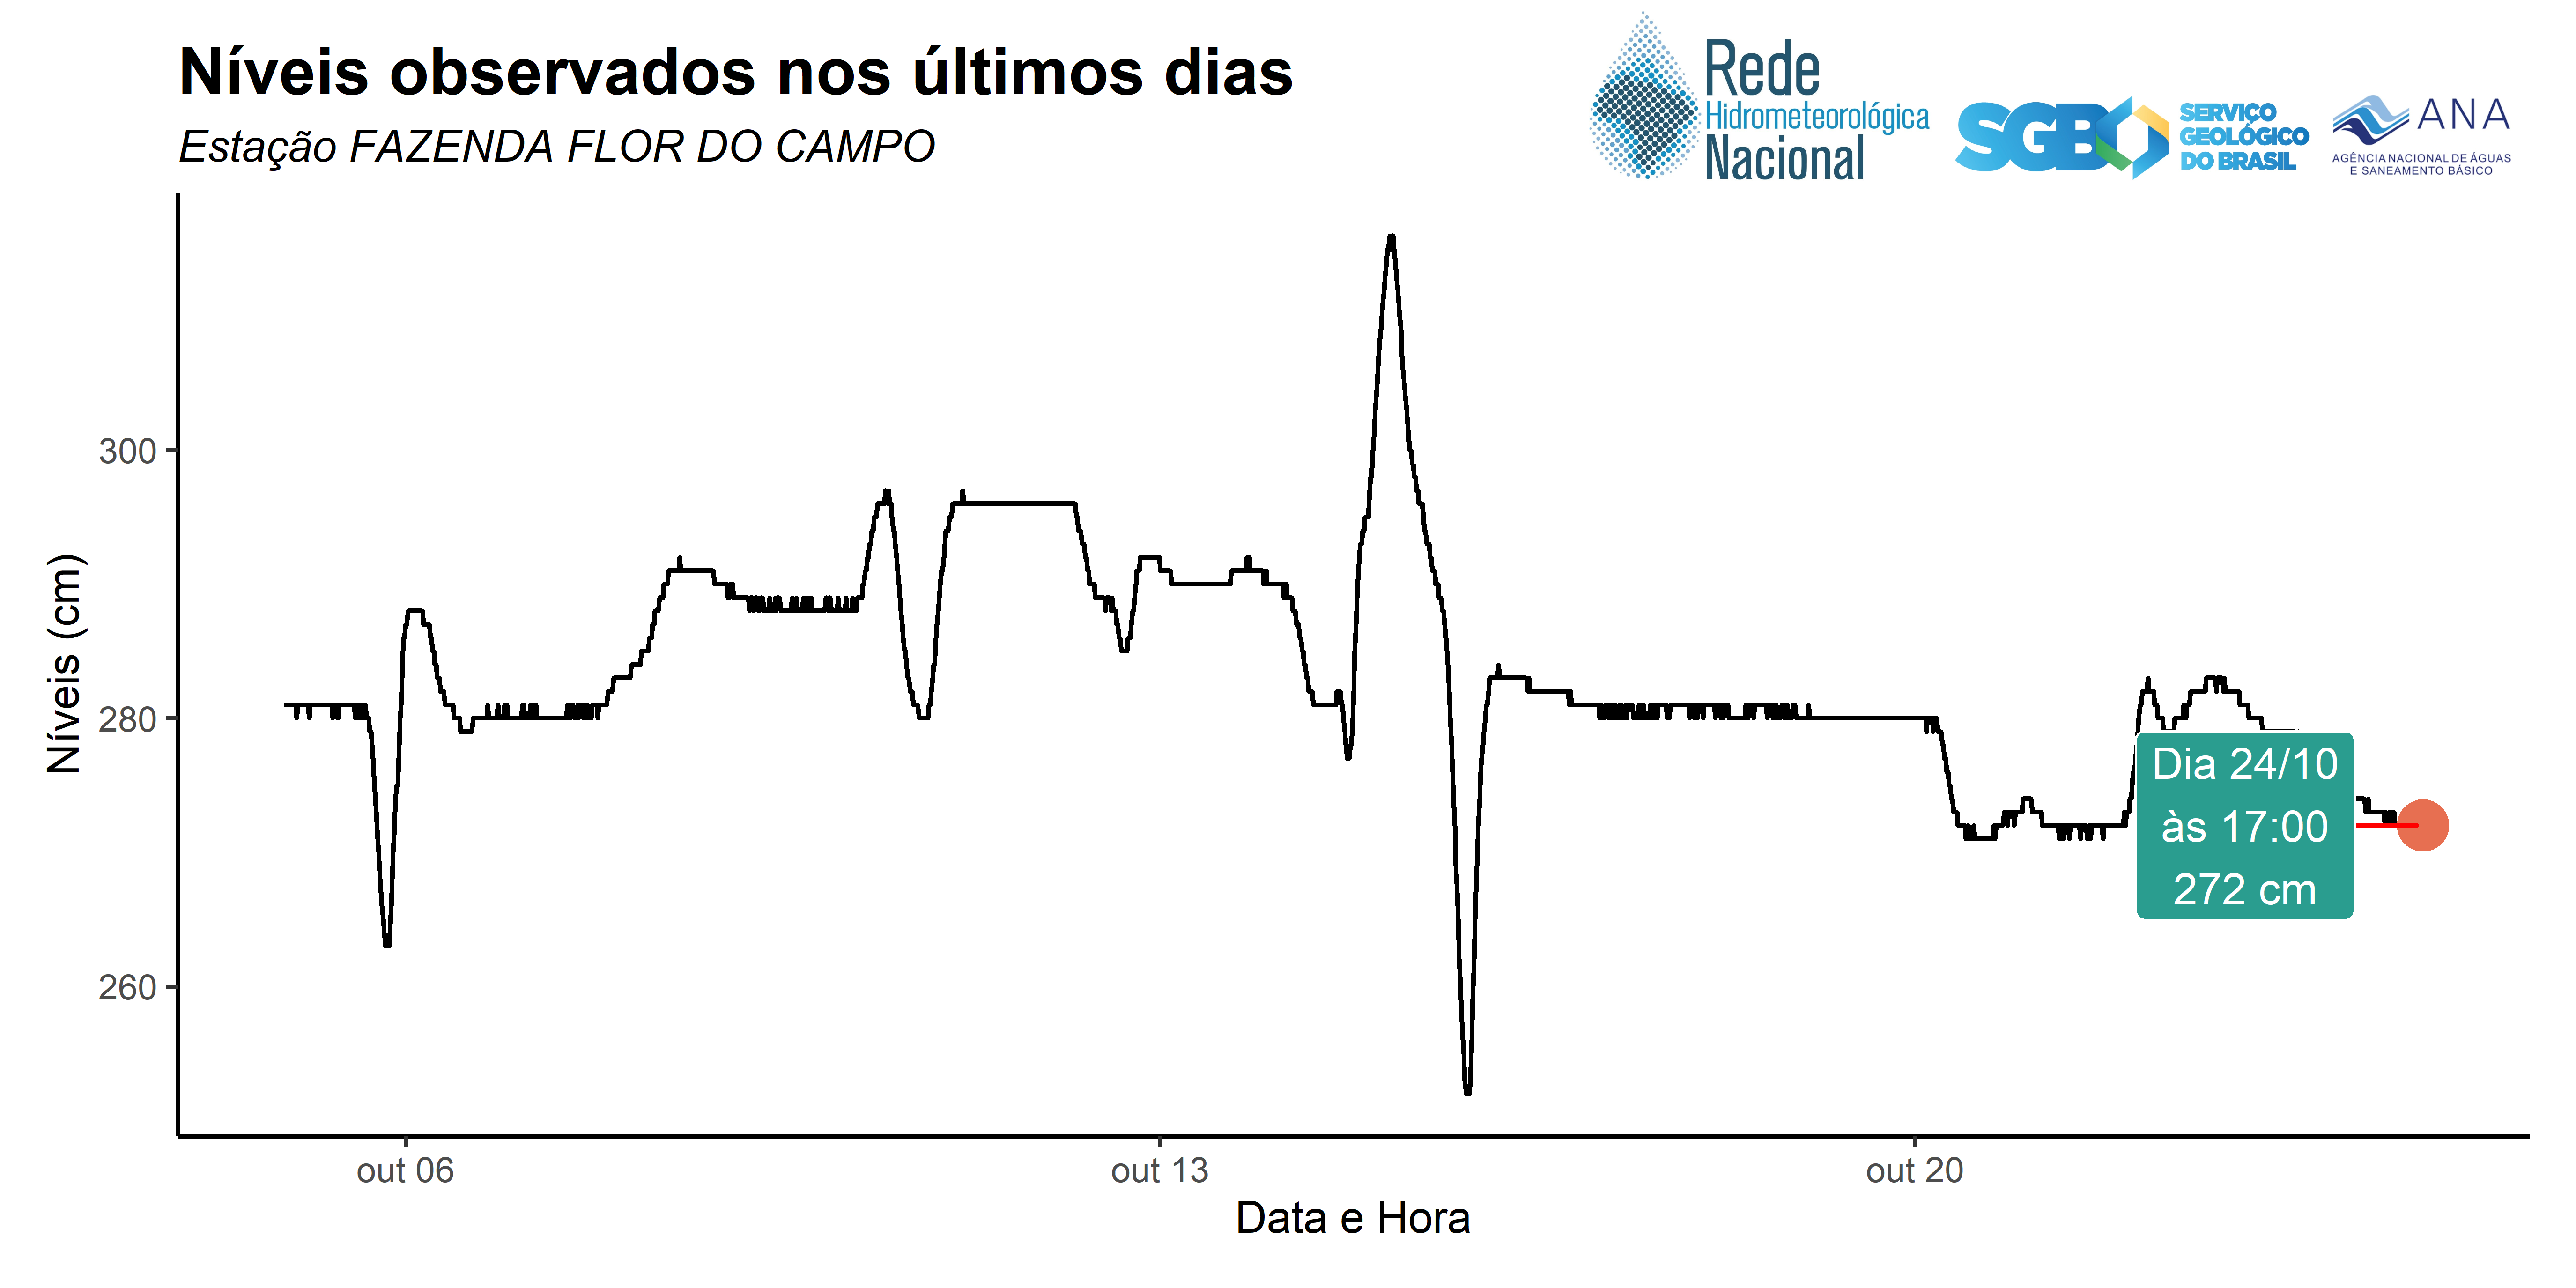 Níveis observados nos últimos dias
Estação FAZENDA FLOR DO CAMPO
Rede
Hidrometeorológica
Nacional
SGB
SERVIÇO
GEOLÓGICO
DO BRASIL
ANA
AGÊNCIA NACIONAL DE ÁGUAS
E SANEAMENTO BÁSICO
Níveis (cm)
300
280
260
Dia 24/10
às 17:00
272 cm
out 06
out 13
out 20
Data e Hora